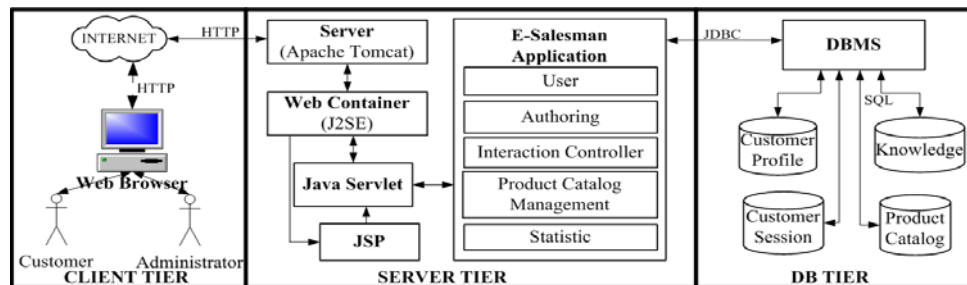 INTERNET
HTTP
HTTP
Web Browser
Customer
Administrator
CLIENT TIER
Server
(Apache Tomcat)
Web Container
(J2SE)
Java Servlet
JSP
E-Salesman
Application
User
Authoring
Interaction Controller
Product Catalog
Management
Statistic
SERVER TIER
JDBC
DBMS
SQL
Customer
Profile
Knowledge
Customer
Session
Product
Catalog
DB TIER